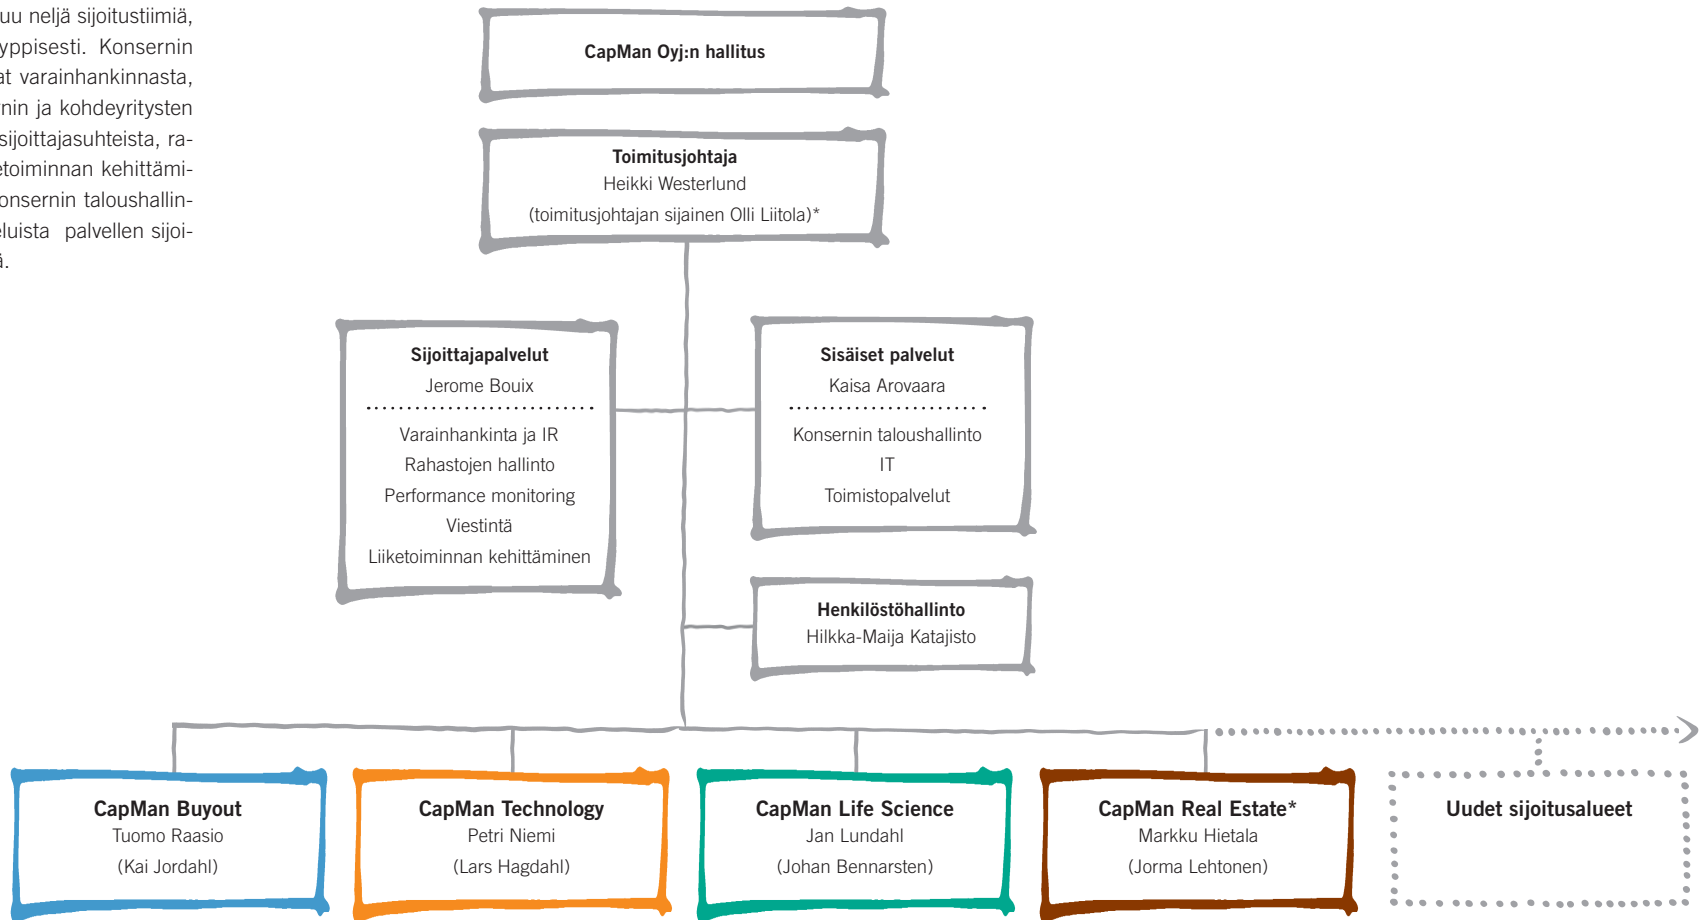 uu neljä sijoitustiimiä,
yppisesti. Konsernin
at varainhankinnasta,
nin ja kohdeyritysten
sijoittajasuhteista, ra-
etoiminnan kehittämi-
onsernin taloushallin-
eluista palvellen sijoi-
ä.
CapMan Oyj:n hallitus
Toimitusjohtaja
Heikki Westerlund
(toimitusjohtajan sijainen Olli Liitola)*
Sijoittajapalvelut
Jerome Bouix
Varainhankinta ja IR
Rahastojen hallinto
Performance monitoring
Viestintä
Liiketoiminnan kehittäminen
Sisäiset palvelut
Kaisa Arovaara
Konsernin taloushallinto
IT
Toimistopalvelut
Henkilöstöhallinto
Hilkka-Maija Katajisto
CapMan Buyout
Tuomo Raasio
(Kai Jordahl)
CapMan Technology
Petri Niemi
(Lars Hagdahl)
CapMan Life Science
Jan Lundahl
(Johan Bennarsten)
CapMan Real Estate*
Markku Hietala
(Jorma Lehtonen)
Uudet sijoitusalueet